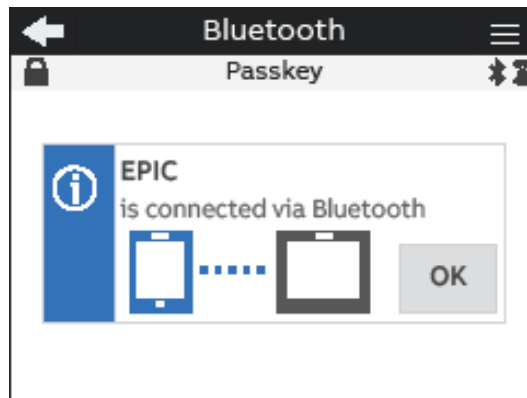 Bluetooth
Passkey
EPIC
is connected via Bluetooth
OK